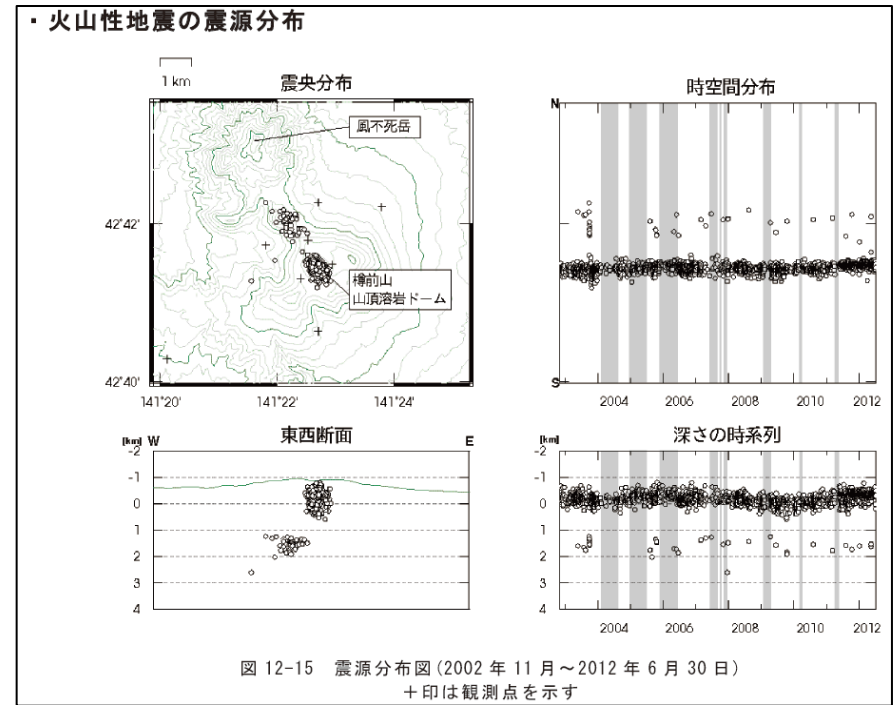 ・火山性地震の震源分布
1 km
震央分布
風不死岳
樽前山
山頂溶岩ドーム
42°42'
42°40'
141°20'
141°22'
141°24'
時空間分布
N
S
2004
2006
2008
2010
2012
東西断面
[km]
W
E
-2
-1
0
1
2
3
4
深さの時系列
[km]
-2
-1
0
1
2
3
4
2004
2006
2008
2010
2012
図 12-15 震源分布図(2002 年 11 月～2012 年 6 月 30 日)
＋印は観測点を示す